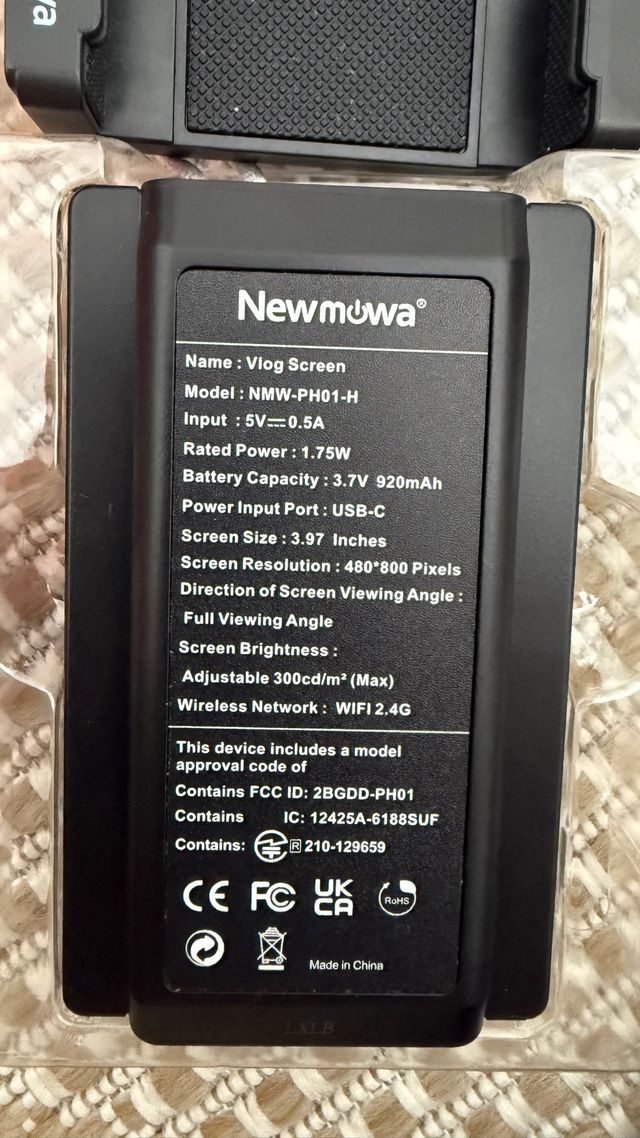 wa
Newmowa®
Name : Vlog Screen
Model : NMW-PH01-H
Input : 5V⎓0.5A
Rated Power : 1.75W
Battery Capacity : 3.7V 920mAh
Power Input Port : USB-C
Screen Size : 3.97 Inches
Screen Resolution : 480*800 Pixels
Direction of Screen Viewing Angle :
Full Viewing Angle
Screen Brightness :
Adjustable 300cd/m² (Max)
Wireless Network : WIFI 2.4G
This device includes a model
approval code of
Contains FCC ID: 2BGDD-PH01
Contains IC: 12425A-6188SUF
Contains: R 210-129659
CE FC UK
CA RoHS
Made in China
LXLB